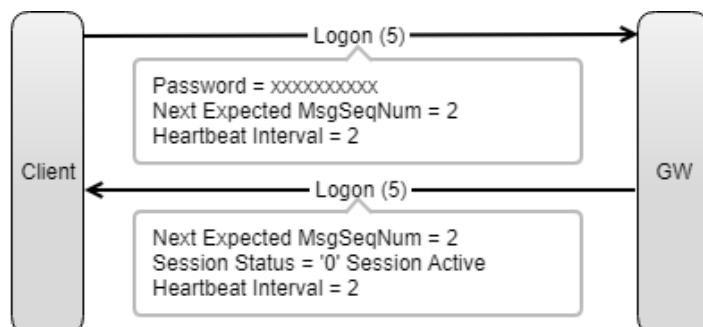 Logon (5)
Password = xxxxxxxxxx
Next Expected MsgSeqNum = 2
Heartbeat Interval = 2
Client
GW
Logon (5)
Next Expected MsgSeqNum = 2
Session Status = '0' Session Active
Heartbeat Interval = 2